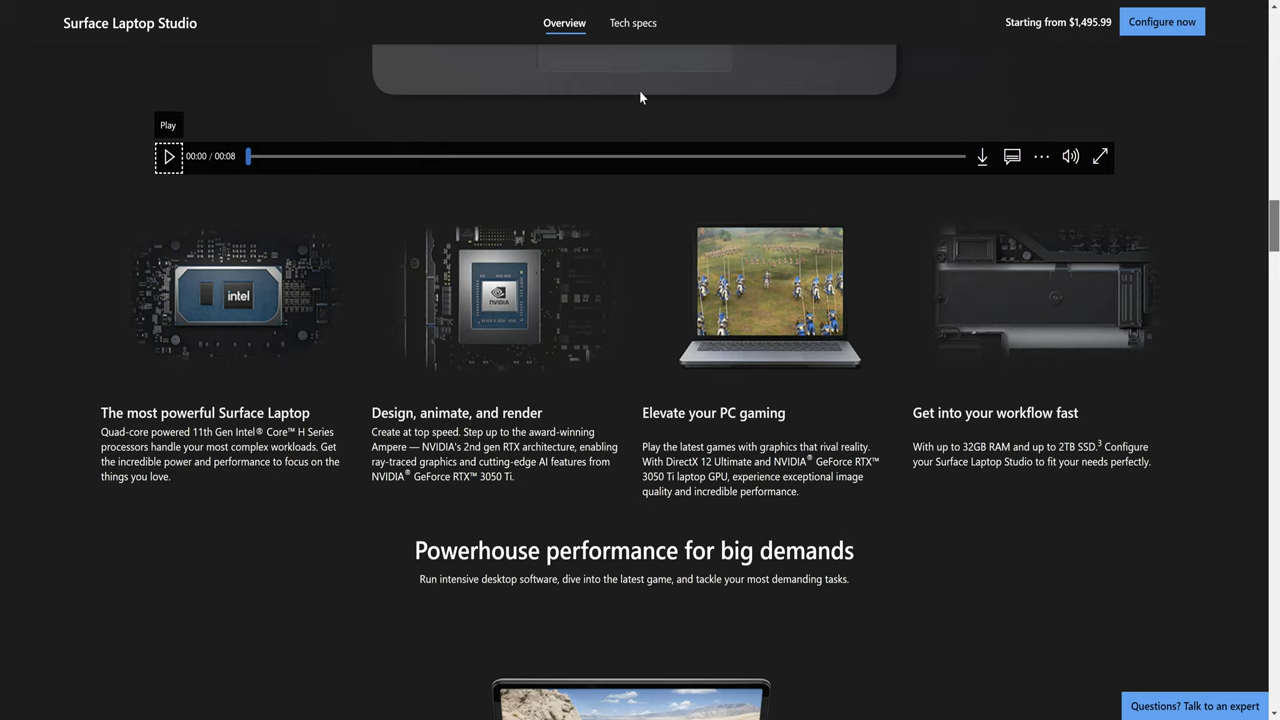 Surface Laptop Studio
Overview
Tech specs
Starting from $1,495.99
Configure now
Play
00:00 / 00:08
intel
NVIDIA
The most powerful Surface Laptop
Quad-core powered 11th Gen Intel® Core™ H Series
processors handle your most complex workloads. Get
the incredible power and performance to focus on the
things you love.
Design, animate, and render
Create at top speed. Step up to the award-winning
Ampere — NVIDIA's 2nd gen RTX architecture, enabling
ray-traced graphics and cutting-edge AI features from
NVIDIA® GeForce RTX™ 3050 Ti.
Elevate your PC gaming
Play the latest games with graphics that rival reality.
With DirectX 12 Ultimate and NVIDIA® GeForce RTX™
3050 Ti laptop GPU, experience exceptional image
quality and incredible performance.
Get into your workflow fast
With up to 32GB RAM and up to 2TB SSD.³ Configure
your Surface Laptop Studio to fit your needs perfectly.
Powerhouse performance for big demands
Run intensive desktop software, dive into the latest game, and tackle your most demanding tasks.
Questions? Talk to an expert